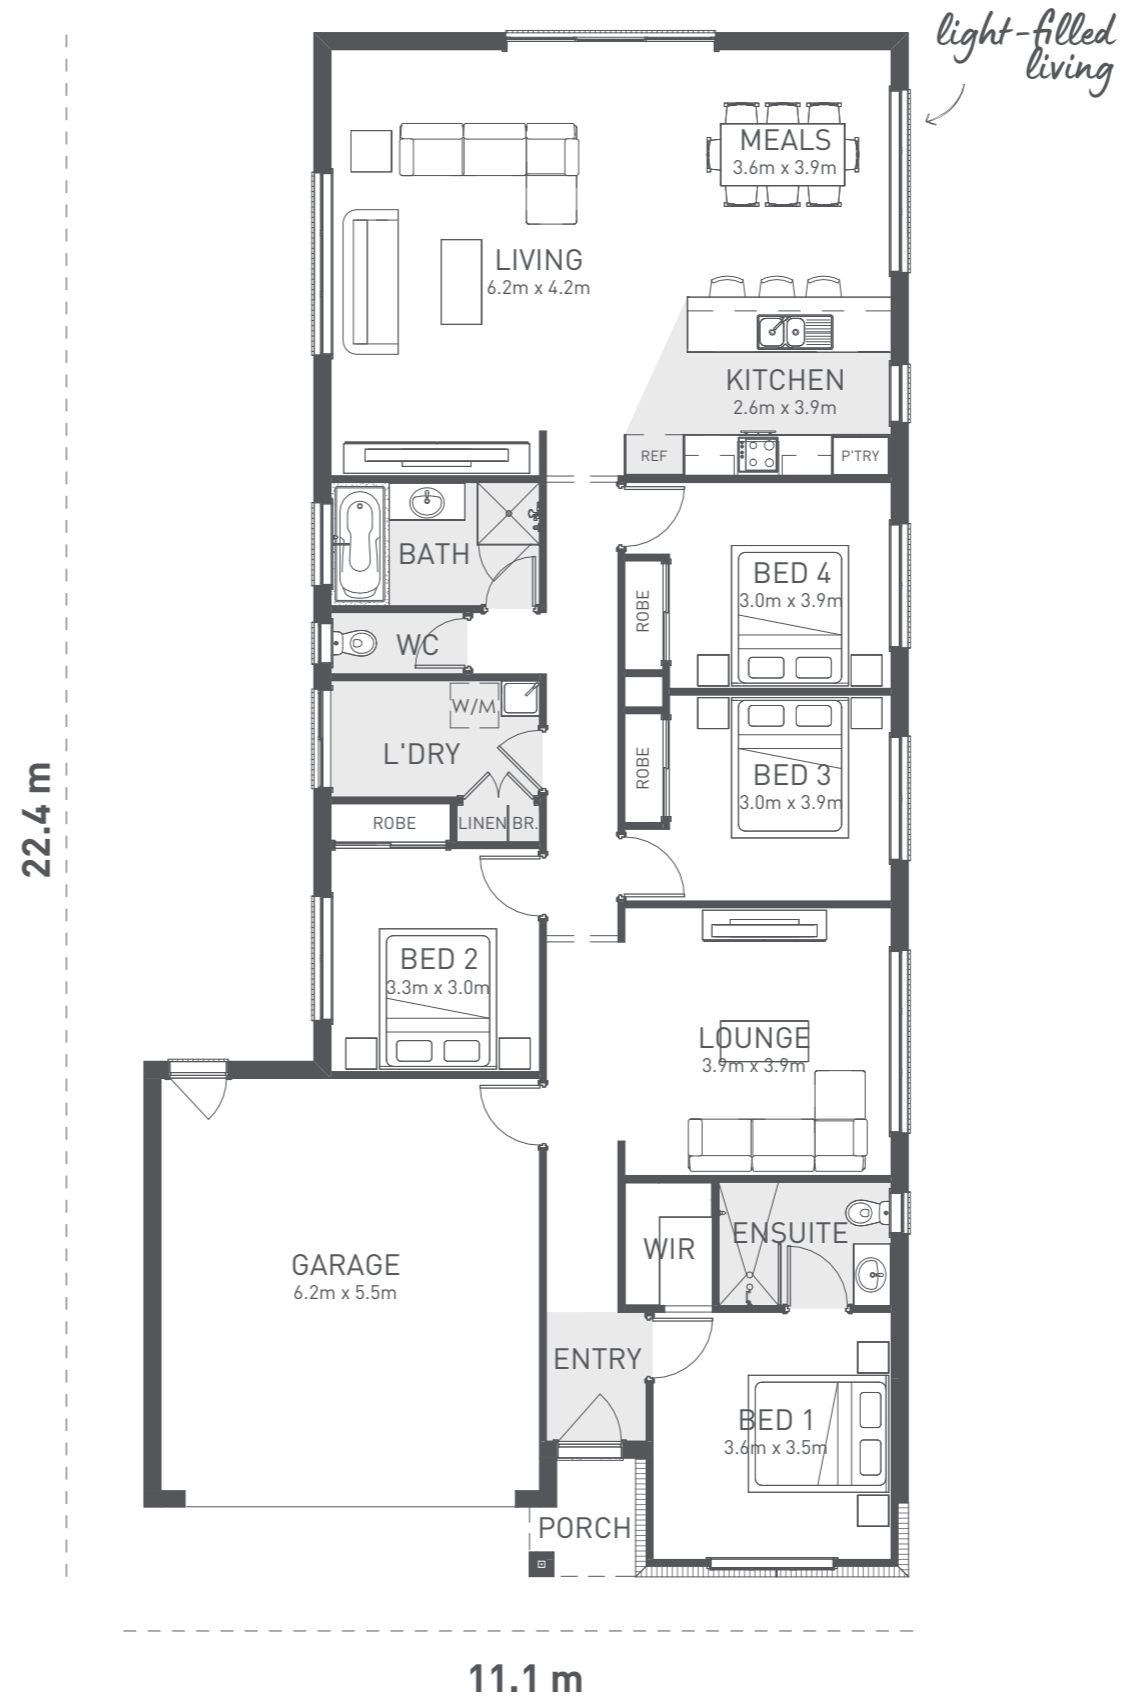 light-filled
living
MEALS
3.6m x 3.9m
LIVING
6.2m x 4.2m
KITCHEN
2.6m x 3.9m
REF
P'TRY
BATH
BED 4
3.0m x 3.9m
ROBE
WC
W/M
L'DRY
ROBE
BED 3
3.0m x 3.9m
ROBE
LINEN
BR.
22.4 m
BED 2
3.3m x 3.0m
LOUNGE
3.9m x 3.9m
GARAGE
6.2m x 5.5m
WIR
ENSUITE
ENTRY
BED 1
3.6m x 3.5m
PORCH
11.1 m